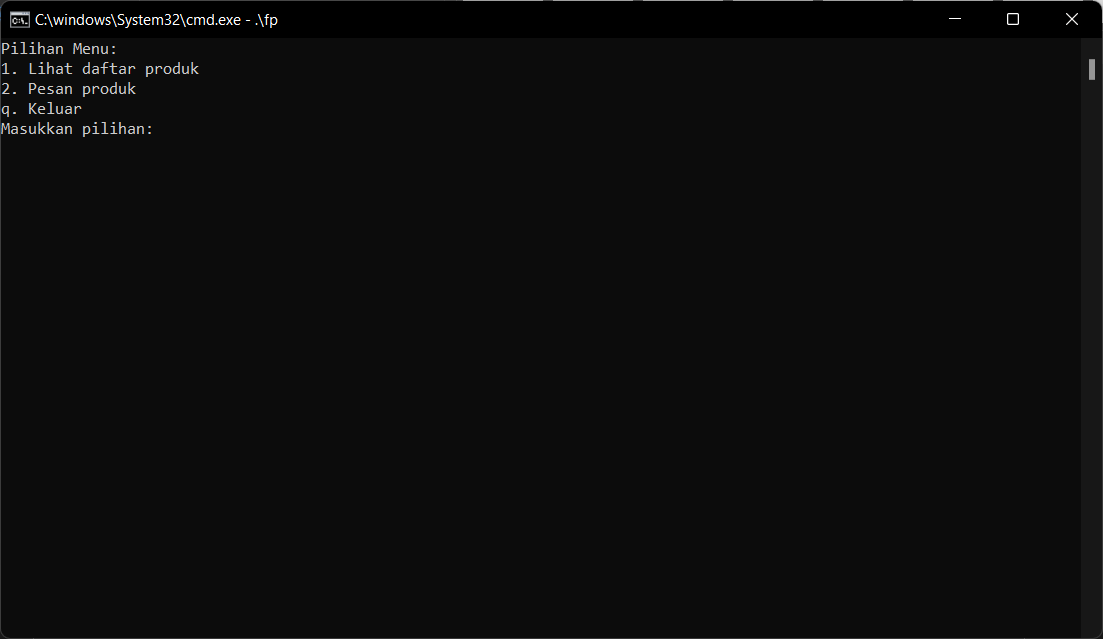 C:\windows\System32\cmd.exe - .\fp
Pilihan Menu:
1. Lihat daftar produk
2. Pesan produk
q. Keluar
Masukkan pilihan: